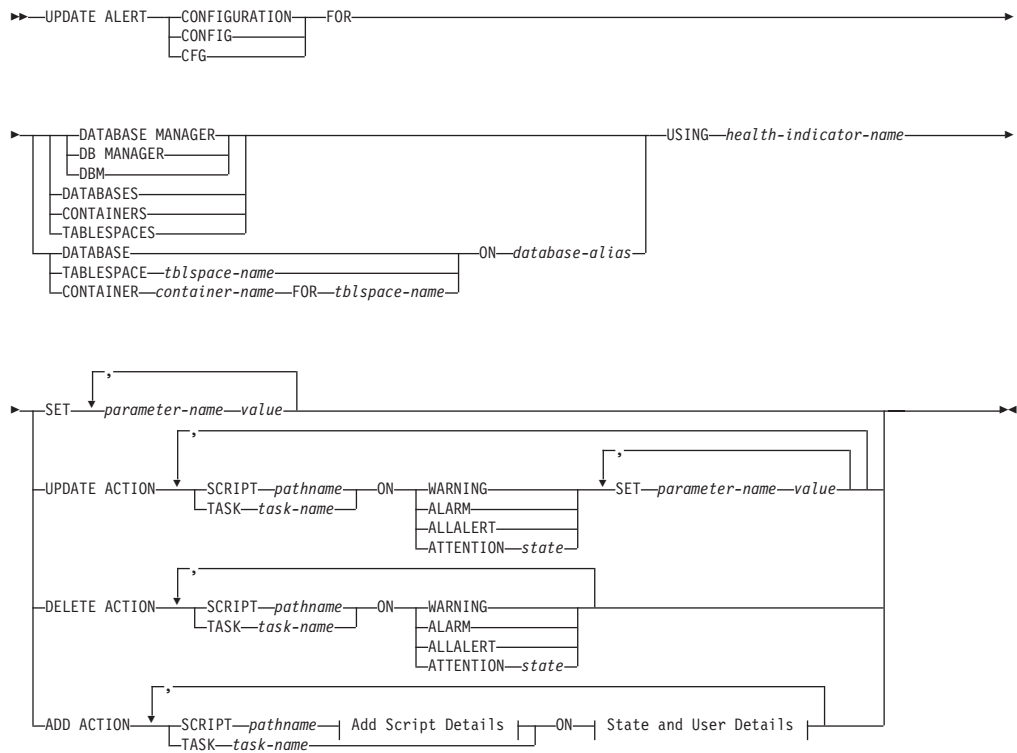 UPDATE ALERT CONFIGURATION FOR
CONFIG
CFG
DATABASE MANAGER USING health-indicator-name
DB MANAGER
DBM
DATABASES
CONTAINERS
TABLESPACES
DATABASE ON database-alias
TABLESPACE tblspace-name
CONTAINER container-name FOR tblspace-name
,
SET parameter-name value
,
,
UPDATE ACTION SCRIPT pathname ON WARNING SET parameter-name value
TASK task-name ALARM
ALLALERT
ATTENTION state
,
DELETE ACTION SCRIPT pathname ON WARNING
TASK task-name ALARM
ALLALERT
ATTENTION state
,
ADD ACTION SCRIPT pathname Add Script Details ON State and User Details
TASK task-name